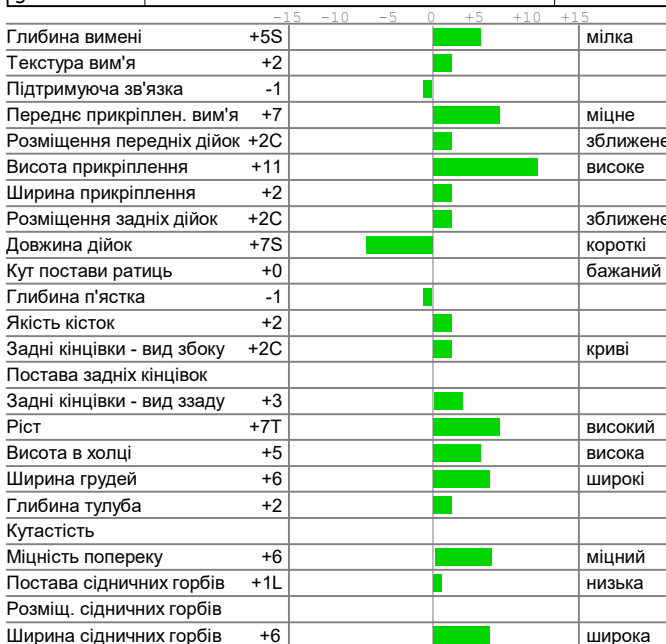 -15 -10 -5 0 +5 +10 +15
Глибина вимені +5S мілка
Текстура вим'я +2
Підтримуюча зв'язка -1
Переднє прикріплен. вим'я +7 міцне
Розміщення передніх дійок +2C зближене
Висота прикріплення +11 високе
Ширина прикріплення +2
Розміщення задніх дійок +2C зближене
Довжина дійок +7S короткі
Кут постави ратиць +0 бажаний
Глибина п'ястка -1
Якість кісток +2
Задні кінцівки - вид збоку +2C криві
Постава задніх кінцівок
Задні кінцівки - вид ззаду +3
Ріст +7T високий
Висота в холці +5 висока
Ширина грудей +6 широкі
Глибина тулуба +2
Кутастість
Міцність попереку +6 міцний
Постава сідничних горбів +1L низька
Розміщ. сідничних горбів
Ширина сідничних горбів +6 широка